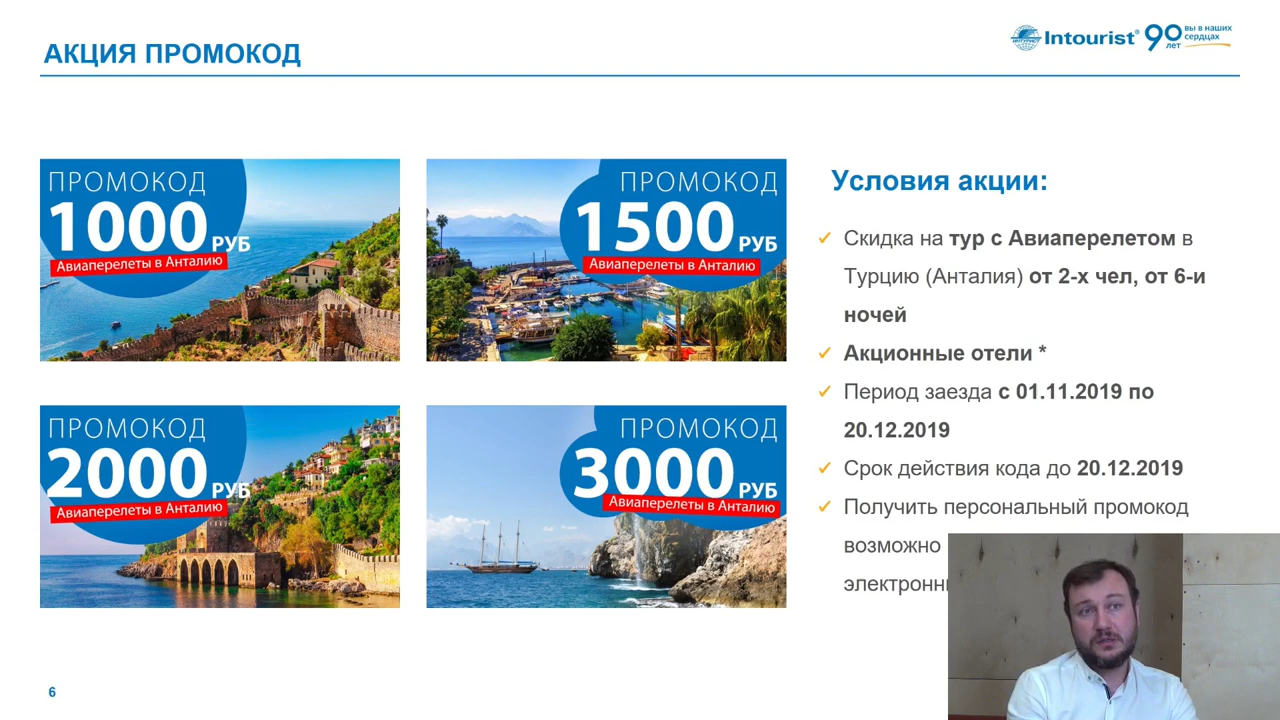 АКЦИЯ ПРОМОКОД
ИНТУРИСТ
Intourist®
90 лет
вы в наших
сердцах
ПРОМОКОД
1000 РУБ
Авиаперелеты в Анталию
ПРОМОКОД
1500 РУБ
Авиаперелеты в Анталию
ПРОМОКОД
2000 РУБ
Авиаперелеты в Анталию
ПРОМОКОД
3000 РУБ
Авиаперелеты в Анталию
Условия акции:
✓ Скидка на тур с Авиаперелетом в
Турцию (Анталия) от 2-х чел, от 6-и
ночей
✓ Акционные отели *
✓ Период заезда с 01.11.2019 по
20.12.2019
✓ Срок действия кода до 20.12.2019
✓ Получить персональный промокод
возможно
6